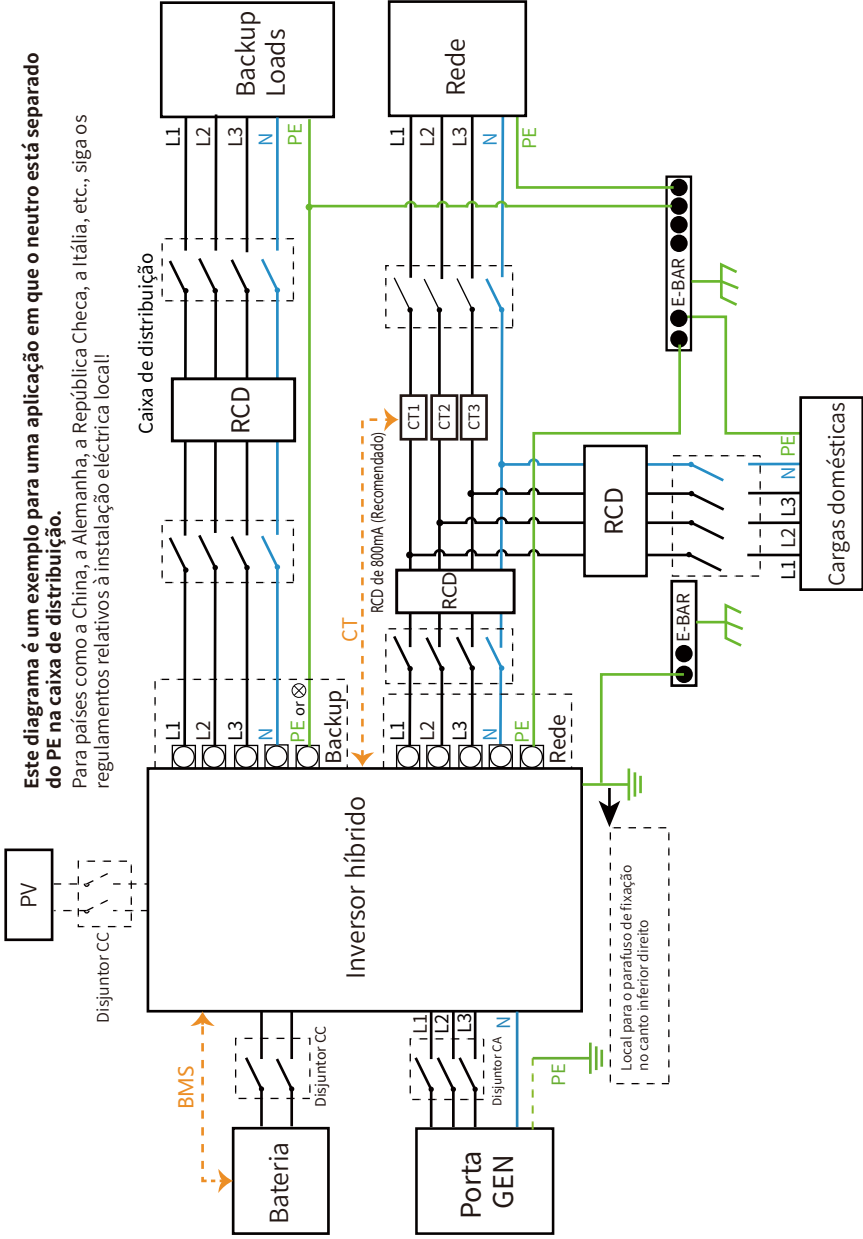 Este diagrama é um exemplo para uma aplicação em que o neutro está separado
do PE na caixa de distribuição.
Para países como a China, a Alemanha, a República Checa, a Itália, etc., siga os
regulamentos relativos à instalação eléctrica local!
PV
Disjuntor CC
Caixa de distribuição
Backup
Loads
L1
L2
L3
N
PE
RCD
L1
L2
L3
N
PE or ⊗
Backup
BMS
Bateria
Disjuntor CC
Inversor híbrido
CT
RCD de 800mA (Recomendado)
Rede
L1
L2
L3
N
PE
CT1
CT2
CT3
RCD
L1
L2
L3
N
PE
Rede
Porta
GEN
L1
L2
L3
N
Disjuntor CA
PE
Local para o parafuso de fixação
no canto inferior direito
E-BAR
E-BAR
RCD
L1
L2
L3
N
PE
Cargas domésticas